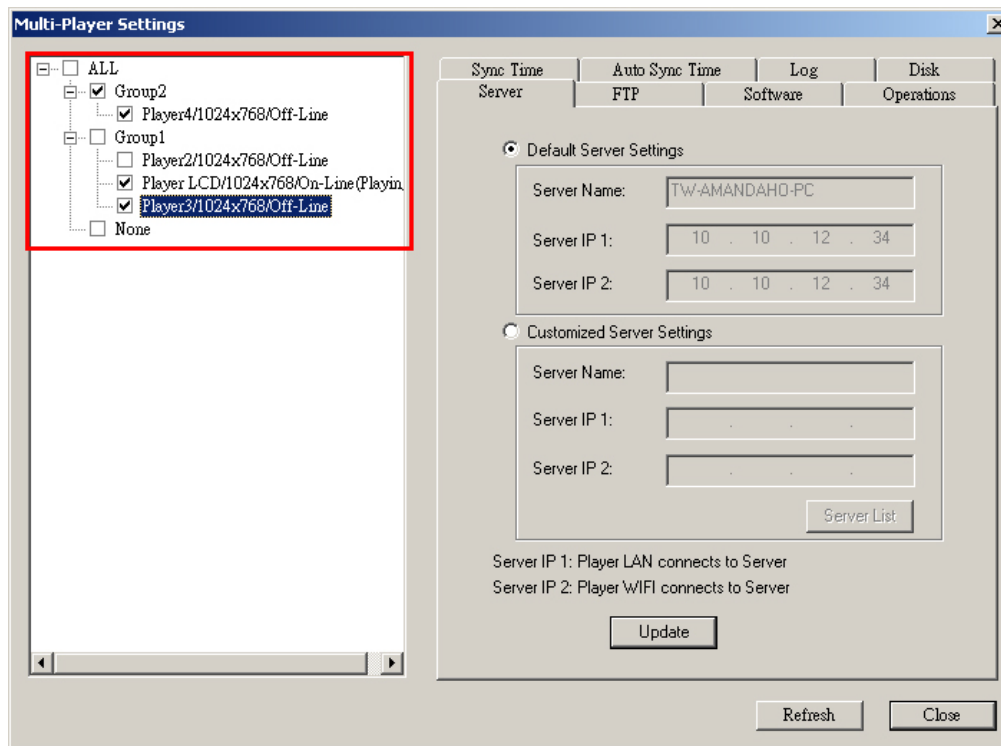 Multi-Player Settings
ALL
Group2
Player4/1024x768/Off-Line
Group1
Player2/1024x768/Off-Line
Player LCD/1024x768/On-Line(Playin
Player3/1024x768/Off-Line
None
Sync Time Auto Sync Time Log Disk
Server FTP Software Operations
Default Server Settings
Server Name: TW-AMANDAHO-PC
Server IP 1: 10 . 10 . 12 . 34
Server IP 2: 10 . 10 . 12 . 34
Customized Server Settings
Server Name:
Server IP 1: . . .
Server IP 2: . . .
Server List
Server IP 1: Player LAN connects to Server
Server IP 2: Player WIFI connects to Server
Update
Refresh Close